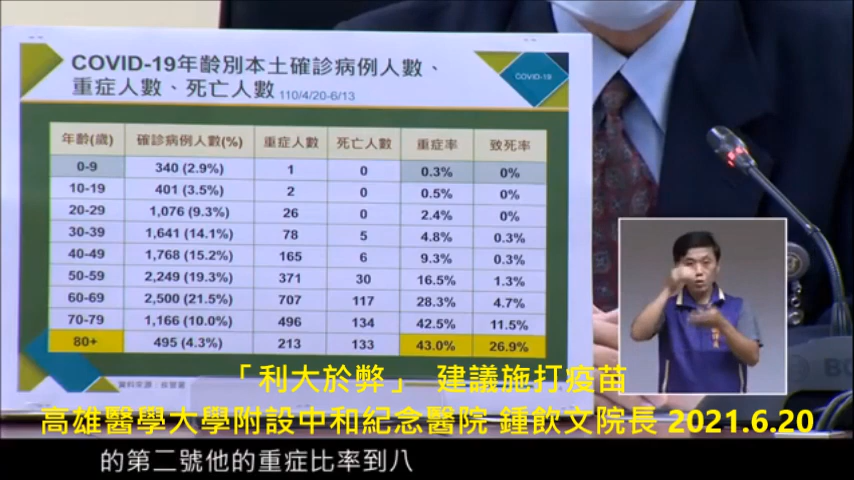 COVID-19年齡別本土確診病例人數、
重症人數、死亡人數 110/4/20-6/13
COVID-19
年齡(歲) 確診病例人數(%) 重症人數 死亡人數 重症率 致死率
0-9 340 (2.9%) 1 0 0.3% 0%
10-19 401 (3.5%) 2 0 0.5% 0%
20-29 1,076 (9.3%) 26 0 2.4% 0%
30-39 1,641 (14.1%) 78 5 4.8% 0.3%
40-49 1,768 (15.2%) 165 6 9.3% 0.3%
50-59 2,249 (19.3%) 371 30 16.5% 1.3%
60-69 2,500 (21.5%) 707 117 28.3% 4.7%
70-79 1,166 (10.0%) 496 134 42.5% 11.5%
80+ 495 (4.3%) 213 133 43.0% 26.9%
「利大於弊」 建議施打疫苗
高雄醫學大學附設中和紀念醫院 鍾飲文院長 2021.6.20
的第二號他的重症比率到八